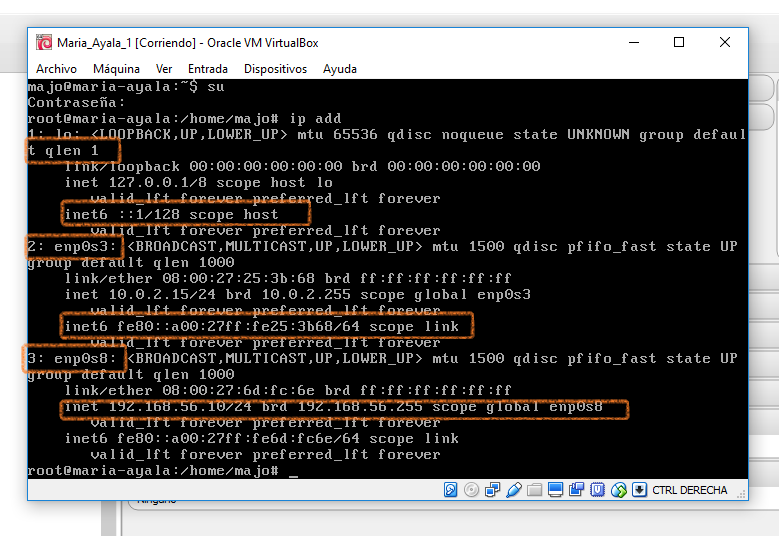 Maria_Ayala_1 [Corriendo] - Oracle VM VirtualBox
Archivo Máquina Ver Entrada Dispositivos Ayuda
majo@maria-ayala:~$ su
Contraseña:
root@maria-ayala:/home/majo# ip add
1: lo: <LOOPBACK,UP,LOWER_UP> mtu 65536 qdisc noqueue state UNKNOWN group defaul
t qlen 1
link/loopback 00:00:00:00:00:00 brd 00:00:00:00:00:00
inet 127.0.0.1/8 scope host lo
valid_lft forever preferred_lft forever
inet6 ::1/128 scope host
valid_lft forever preferred_lft forever
2: enp0s3: <BROADCAST,MULTICAST,UP,LOWER_UP> mtu 1500 qdisc pfifo_fast state UP
group default qlen 1000
link/ether 08:00:27:25:3b:68 brd ff:ff:ff:ff:ff:ff
inet 10.0.2.15/24 brd 10.0.2.255 scope global enp0s3
valid_lft forever preferred_lft forever
inet6 fe80::a00:27ff:fe25:3b68/64 scope link
valid_lft forever preferred_lft forever
3: enp0s8: <BROADCAST,MULTICAST,UP,LOWER_UP> mtu 1500 qdisc pfifo_fast state UP
group default qlen 1000
link/ether 08:00:27:6d:fc:6e brd ff:ff:ff:ff:ff:ff
inet 192.168.56.10/24 brd 192.168.56.255 scope global enp0s8
valid_lft forever preferred_lft forever
inet6 fe80::a00:27ff:fe6d:fc6e/64 scope link
valid_lft forever preferred_lft forever
root@maria-ayala:/home/majo# _
CTRL DERECHA
Ninguno